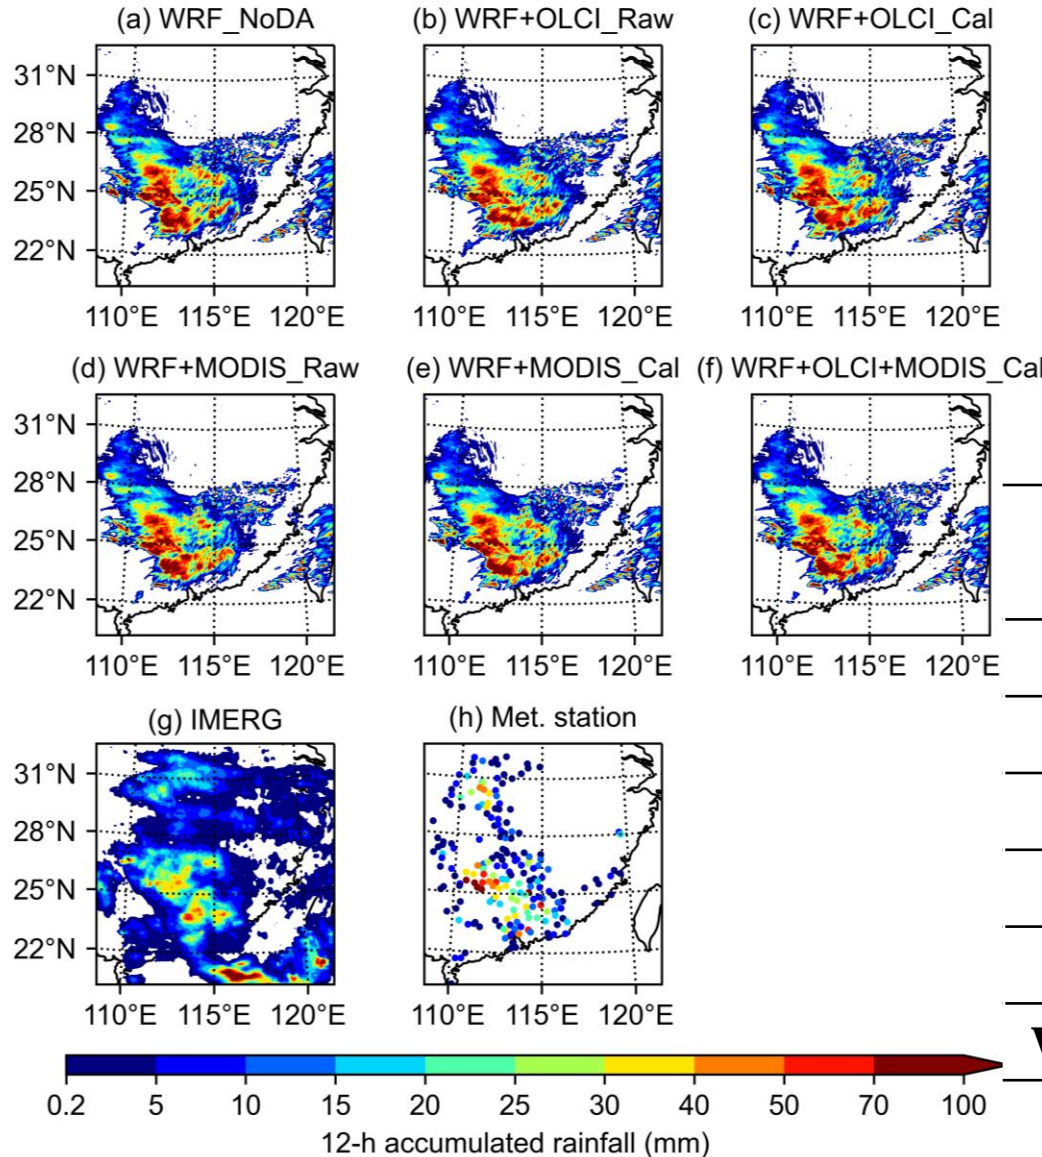 (a) WRF_NoDA (b) WRF+OLCI_Raw (c) WRF+OLCI_Cal
31°N
28°N
25°N
22°N
110°E 115°E 120°E 110°E 115°E 120°E 110°E 115°E 120°E
(d) WRF+MODIS_Raw (e) WRF+MODIS_Cal (f) WRF+OLCI+MODIS_Cal
31°N
28°N
25°N
22°N
110°E 115°E 120°E 110°E 115°E 120°E 110°E 115°E 120°E
(g) IMERG (h) Met. station
31°N
28°N
25°N
22°N
110°E 115°E 120°E 110°E 115°E 120°E
0.2 5 10 15 20 25 30 40 50 70 100
12-h accumulated rainfall (mm)